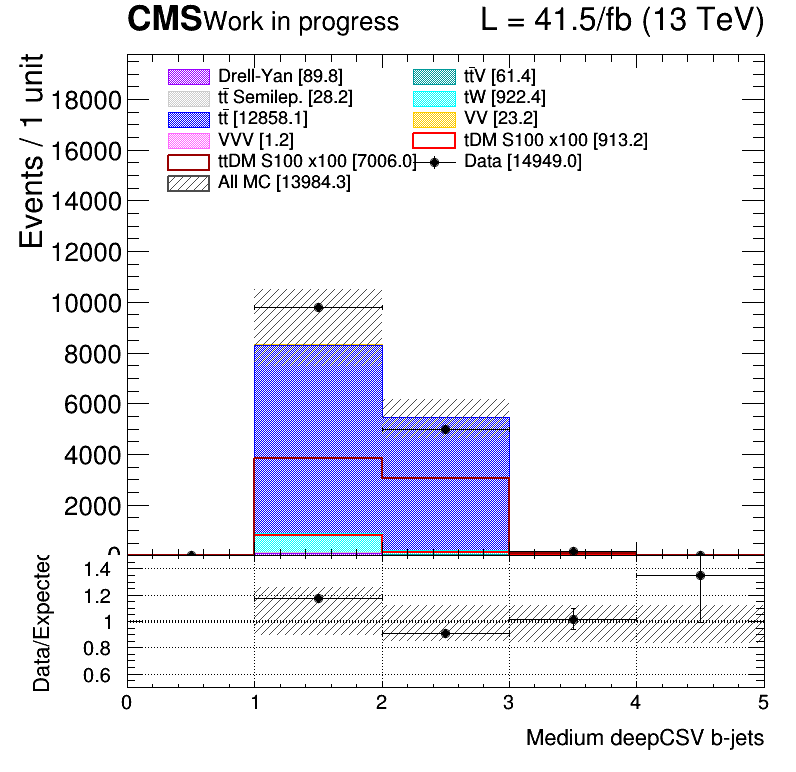 CMS Work in progress L = 41.5/fb (13 TeV)
Events / 1 unit
Drell-Yan [89.8] tt̄V [61.4]
tt̄ Semilep. [28.2] tW [922.4]
tt̄ [12858.1] VV [23.2]
VVV [1.2] tDM S100 x100 [913.2]
ttDM S100 x100 [7006.0] Data [14949.0]
All MC [13984.3]
18000
16000
14000
12000
10000
8000
6000
4000
2000
0
Data/Expected
1.4
1.2
1
0.8
0.6
0 1 2 3 4 5
Medium deepCSV b-jets